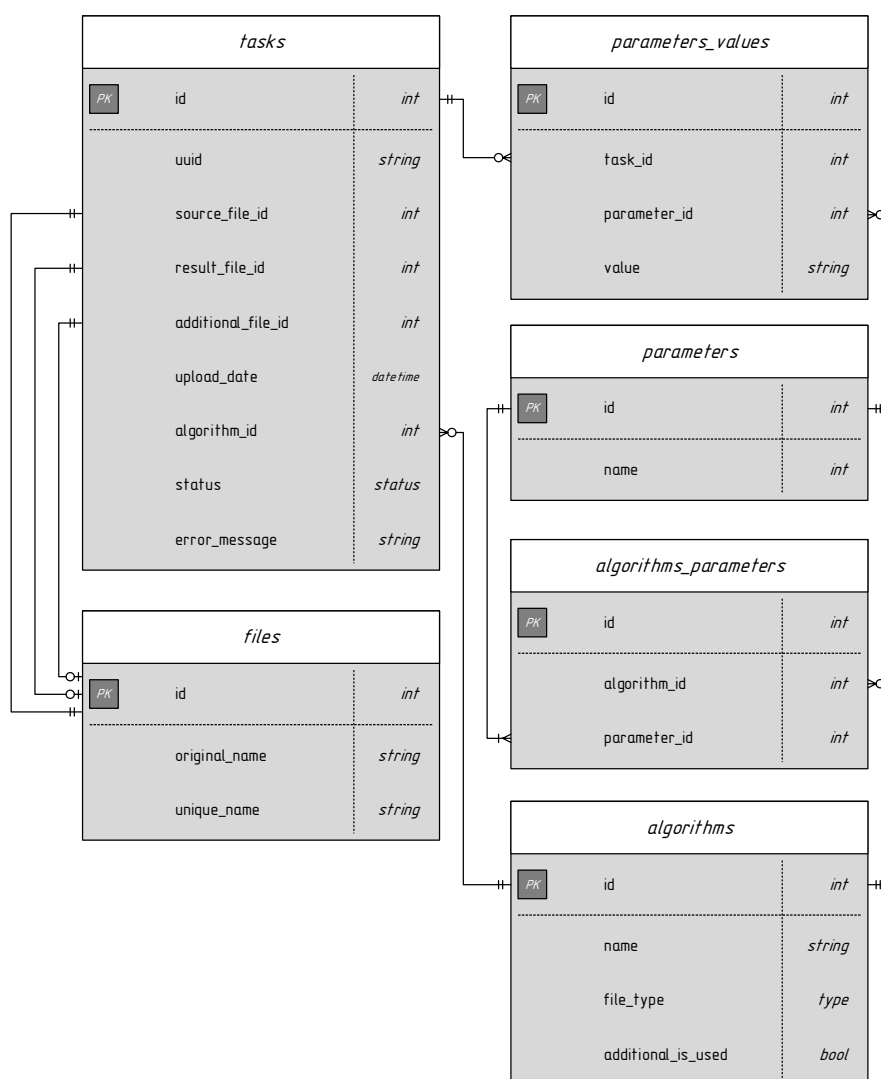 tasks
PK id int
uuid string
source_file_id int
result_file_id int
additional_file_id int
upload_date datetime
algorithm_id int
status status
error_message string
files
PK id int
original_name string
unique_name string
parameters_values
PK id int
task_id int
parameter_id int
value string
parameters
PK id int
name int
algorithms_parameters
PK id int
algorithm_id int
parameter_id int
algorithms
PK id int
name string
file_type type
additional_is_used bool